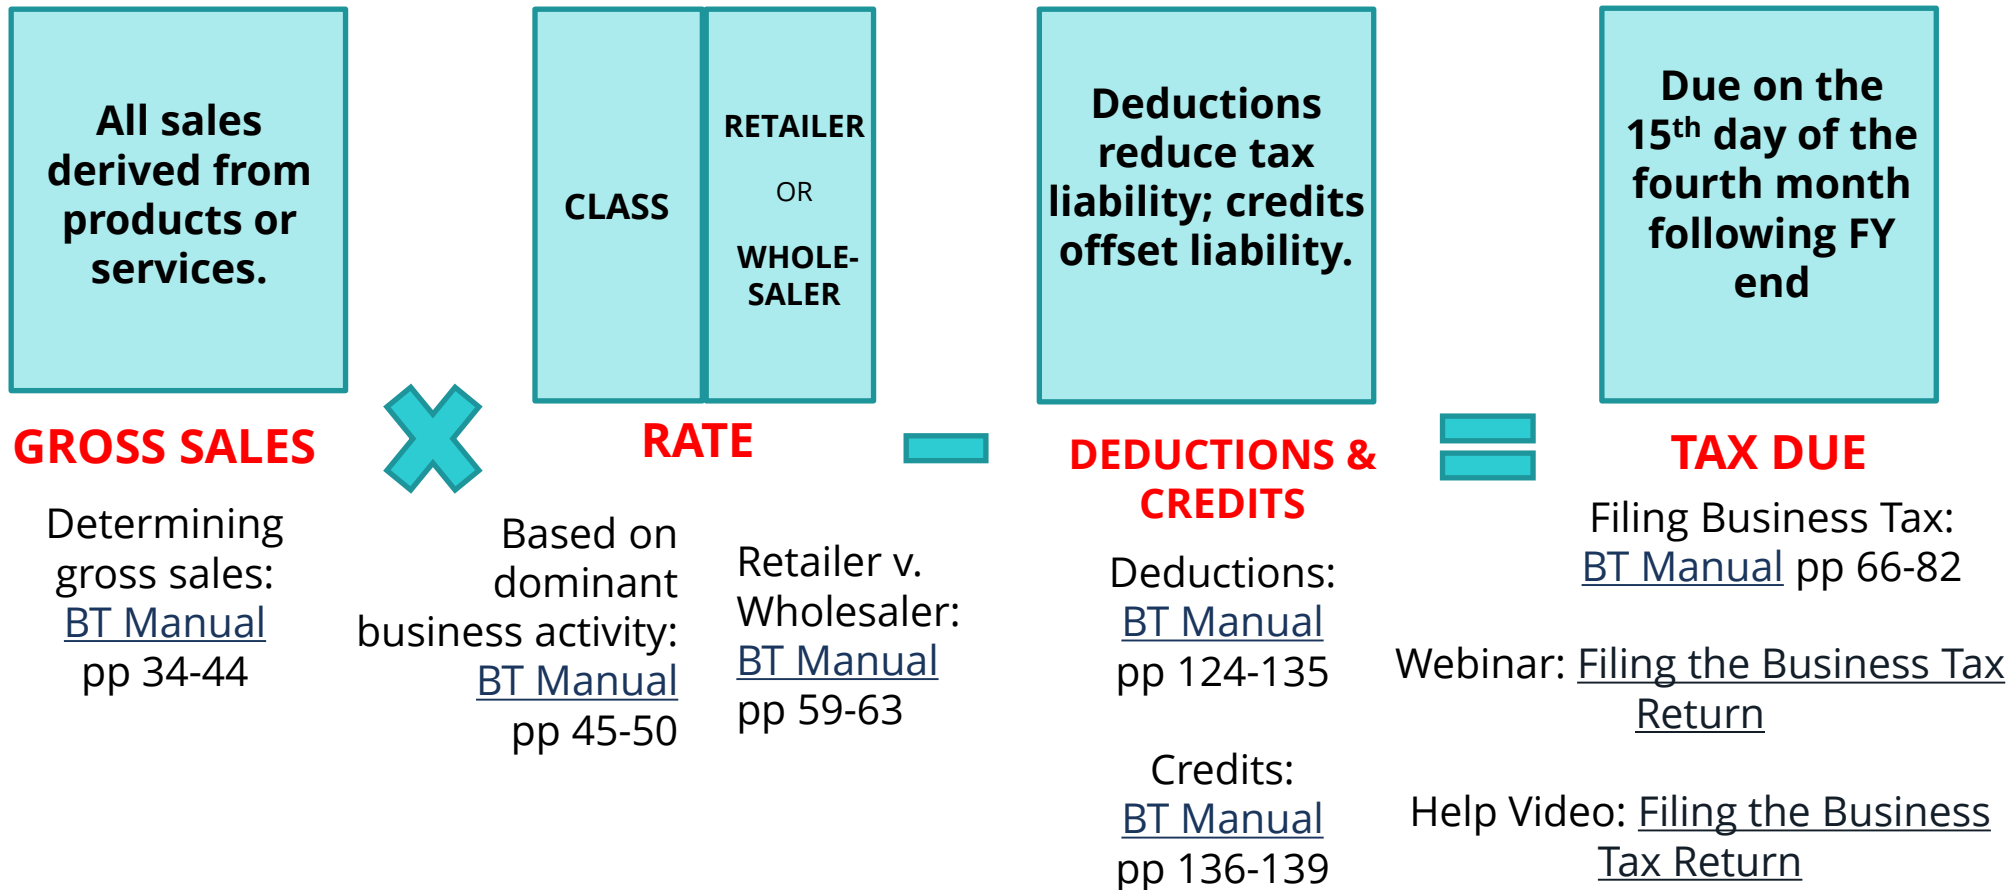 All sales
derived from
products or
services.
GROSS SALES
Determining
gross sales:
BT Manual
pp 34-44
CLASS
RETAILER
OR
WHOLE-
SALER
RATE
Based on
dominant
business activity:
BT Manual
pp 45-50
Retailer v.
Wholesaler:
BT Manual
pp 59-63
Deductions
reduce tax
liability; credits
offset liability.
DEDUCTIONS &
CREDITS
Deductions:
BT Manual
pp 124-135
Credits:
BT Manual
pp 136-139
Due on the
15th day of the
fourth month
following FY
end
TAX DUE
Filing Business Tax:
BT Manual pp 66-82
Webinar: Filing the Business Tax
Return
Help Video: Filing the Business
Tax Return